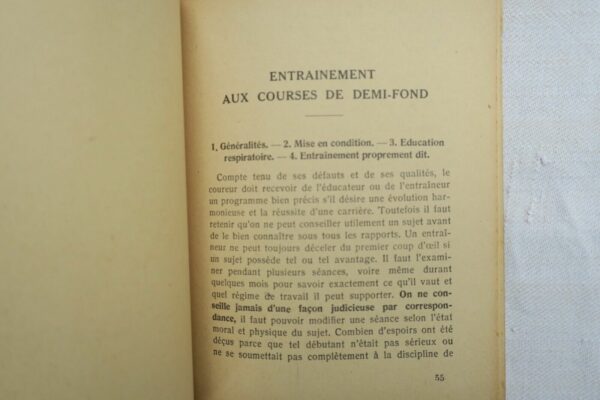 ENTRAINEMENT
AUX COURSES DE DEMI-FOND
1. Généralités. — 2. Mise en condition. — 3. Education
respiratoire. — 4. Entrainement proprement dit.
Compte tenu de ses défauts et de ses qualités, le
coureur doit recevoir de l'éducateur ou de l'entraîneur
un programme bien précis s'il désire une évolution har-
monieuse et la réussite d'une carrière. Toutefois il faut
retenir qu'on ne peut conseiller utilement un sujet avant
de le bien connaître sous tous les rapports. Un entraî-
neur ne peut toujours déceler du premier coup d'œil si
un sujet possède tel ou tel avantage. Il faut l'exami-
ner pendant plusieurs séances, voire même durant
quelques mois pour savoir exactement ce qu'il vaut et
quel régime de travail il peut supporter. On ne con-
seille jamais d'une façon judicieuse par correspon-
dance, il faut pouvoir modifier une séance selon l'état
moral et physique du sujet. Combien d'espoirs ont été
déçus parce que tel débutant n'était pas sérieux ou
ne se soumettait pas complètement à la discipline de
55